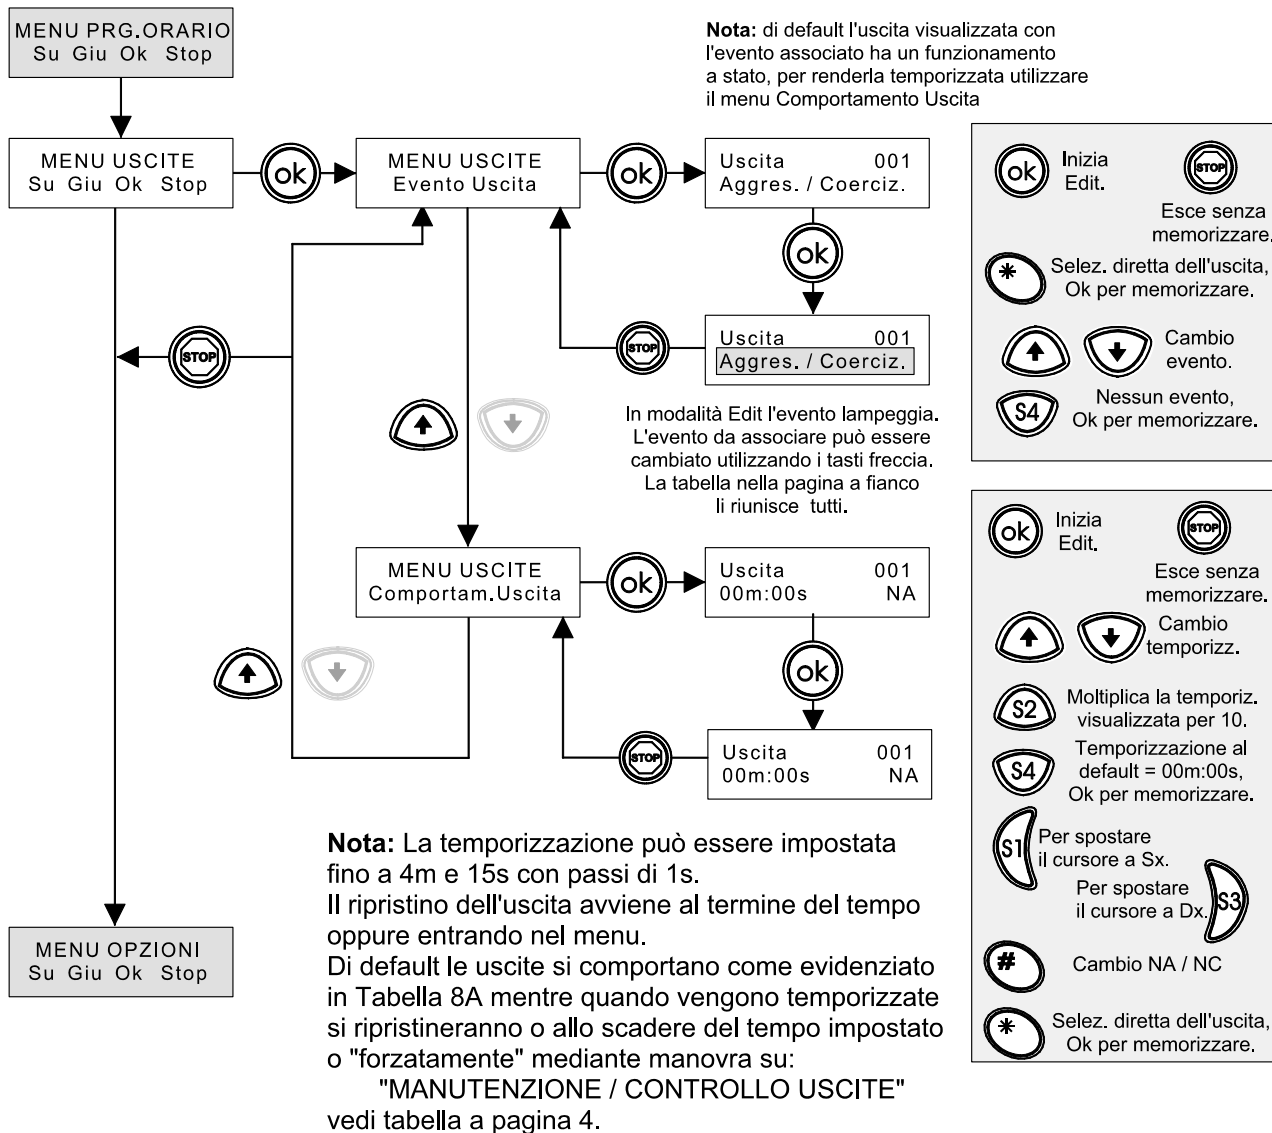 MENU PRG.ORARIO
Su Giu Ok Stop
Nota: di default l'uscita visualizzata con
l'evento associato ha un funzionamento
a stato, per renderla temporizzata utilizzare
il menu Comportamento Uscita
MENU USCITE
Su Giu Ok Stop
ok
MENU USCITE
Evento Uscita
ok
Uscita 001
Aggres. / Coerciz.
ok
Uscita 001
Aggres. / Coerciz.
STOP
STOP
In modalità Edit l'evento lampeggia.
L'evento da associare può essere
cambiato utilizzando i tasti freccia.
La tabella nella pagina a fianco
li riunisce tutti.
MENU USCITE
Comportam.Uscita
ok
Uscita 001
00m:00s NA
ok
Uscita 001
00m:00s NA
STOP
MENU OPZIONI
Su Giu Ok Stop
Nota: La temporizzazione può essere impostata
fino a 4m e 15s con passi di 1s.
Il ripristino dell'uscita avviene al termine del tempo
oppure entrando nel menu.
Di default le uscite si comportano come evidenziato
in Tabella 8A mentre quando vengono temporizzate
si ripristineranno o allo scadere del tempo impostato
o "forzatamente" mediante manovra su:
"MANUTENZIONE / CONTROLLO USCITE"
vedi tabella a pagina 4.
ok
Inizia
Edit.
STOP
Esce senza
memorizzare.
*
Selez. diretta dell'uscita,
Ok per memorizzare.
Cambio
evento.
S4
Nessun evento,
Ok per memorizzare.
ok
Inizia
Edit.
STOP
Esce senza
memorizzare.
Cambio
temporizz.
S2
Moltiplica la temporiz.
visualizzata per 10.
S4
Temporizzazione al
default = 00m:00s,
Ok per memorizzare.
S1
Per spostare
il cursore a Sx.
Per spostare
il cursore a Dx.
S3
#
Cambio NA / NC
*
Selez. diretta dell'uscita,
Ok per memorizzare.